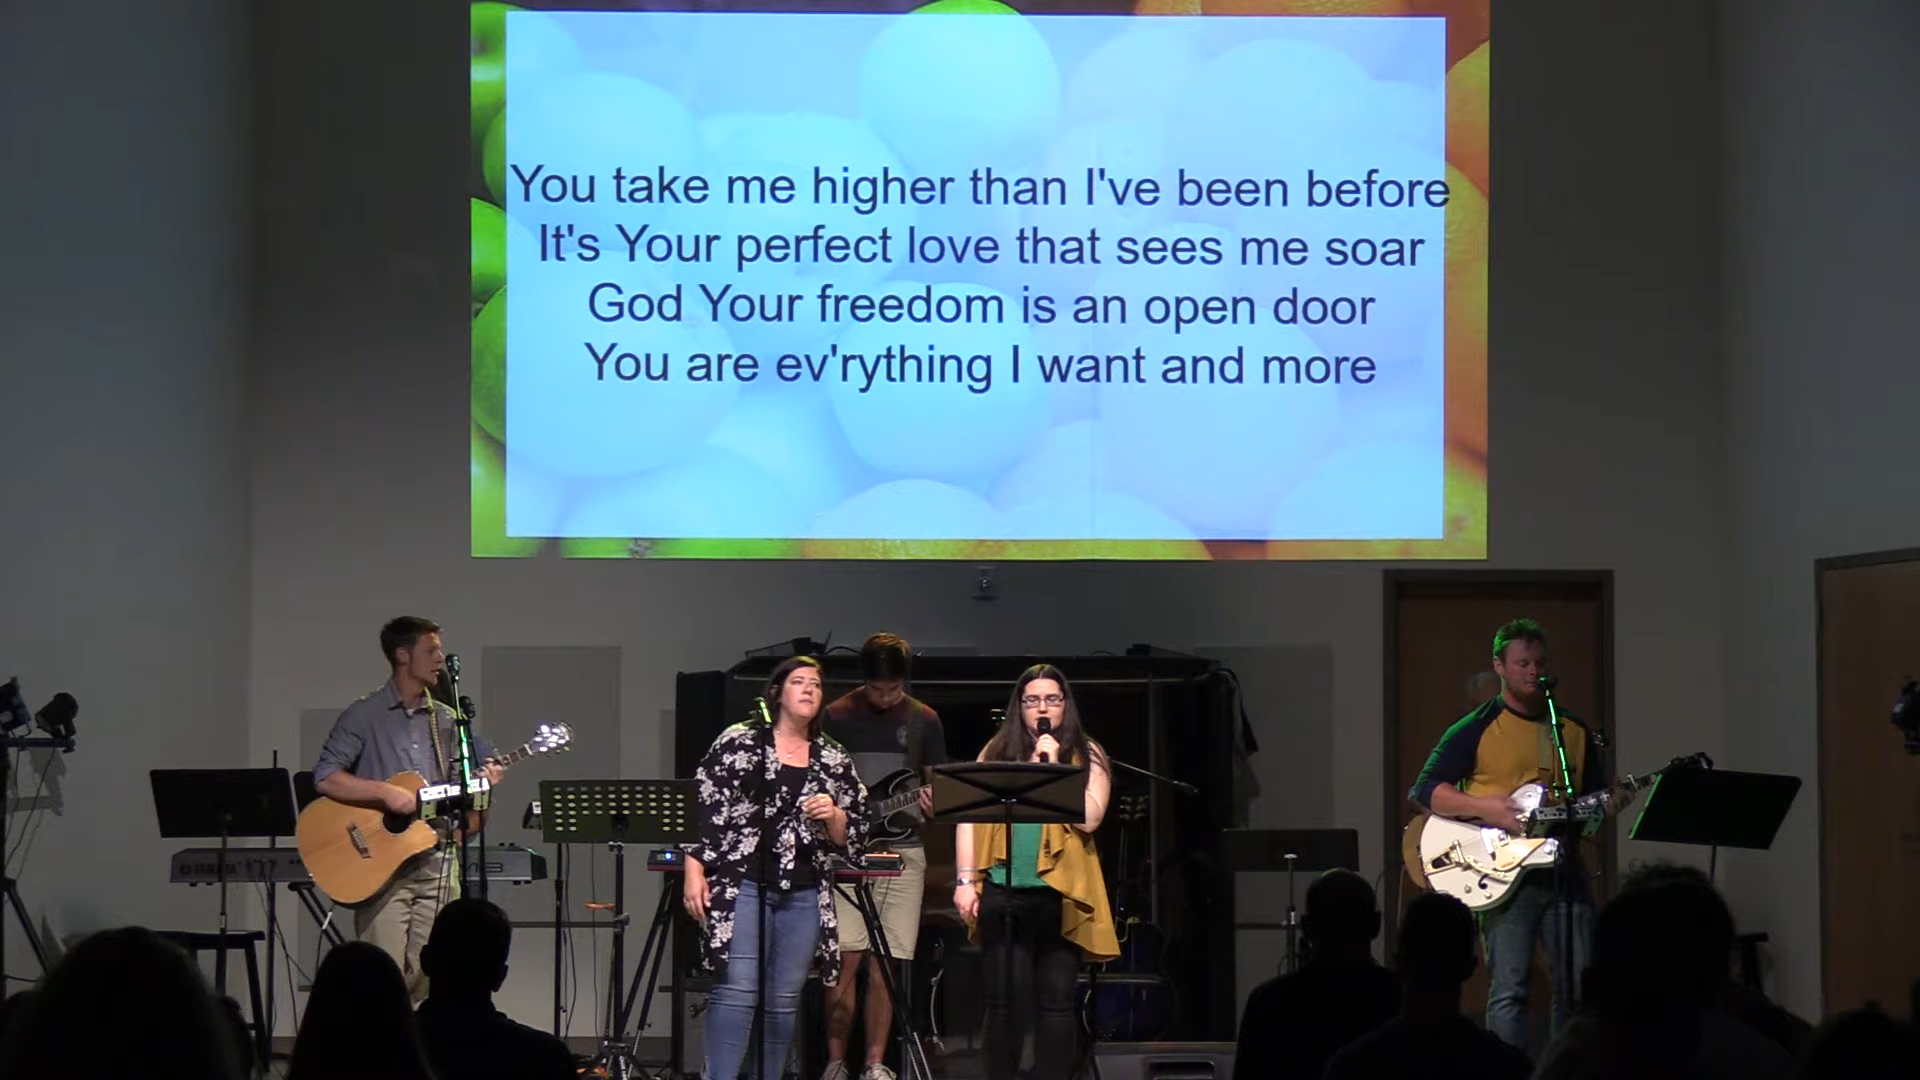 You take me higher than I've been before
It's Your perfect love that sees me soar
God Your freedom is an open door
You are ev'rything I want and more
YAMAHA